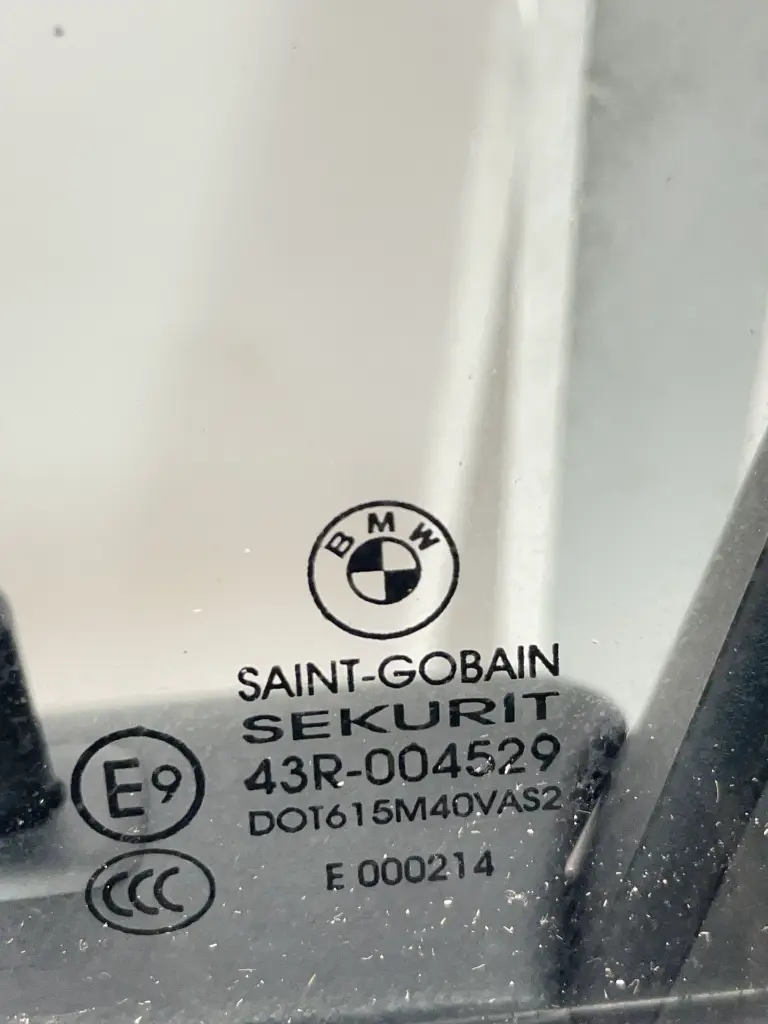 BMW
SAINT-GOBAIN
SEKURIT
E9
43R-004529
DOT615M40VAS2
CCC
E 000214